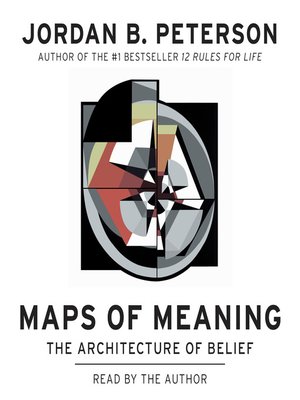 JORDAN B. PETERSON
AUTHOR OF THE #1 BESTSELLER 12 RULES FOR LIFE
MAPS OF MEANING
THE ARCHITECTURE OF BELIEF
READ BY THE AUTHOR